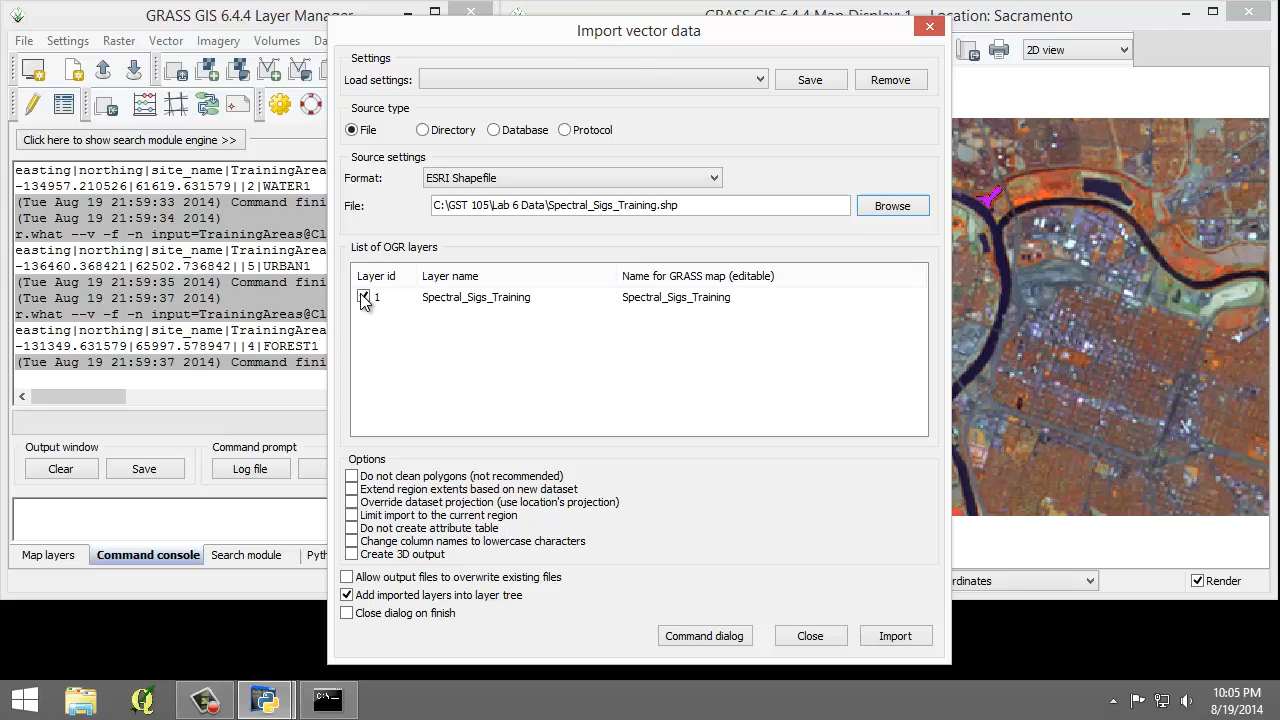 GRASS GIS 6.4.4 Layer Manager
GRASS GIS 6.4.4 Map Display: 1 - Location: Sacramento
File Settings Raster Vector Imagery Volumes
2D view
Click here to show search module engine >>
easting|northing|site_name|TrainingAreas
-134957.210526|61619.631579||2|WATER1
(Tue Aug 19 21:59:33 2014) Command fini
(Tue Aug 19 21:59:34 2014)
r.what --v -f -n input=TrainingAreas@Cl
easting|northing|site_name|TrainingAreas
-136460.368421|62502.736842||5|URBAN1
(Tue Aug 19 21:59:35 2014) Command fini
(Tue Aug 19 21:59:37 2014)
r.what --v -f -n input=TrainingAreas@Cl
easting|northing|site_name|TrainingAreas
-131349.631579|65997.578947||4|FOREST1
(Tue Aug 19 21:59:37 2014) Command fini
Output window
Command prompt
Clear
Save
Log file
Map layers
Command console
Search module
Pyth
Import vector data
Settings
Load settings:
Save
Remove
Source type
File
Directory
Database
Protocol
Source settings
Format:
ESRI Shapefile
File:
C:\GST 105\Lab 6 Data\Spectral_Sigs_Training.shp
Browse
List of OGR layers
Layer id
Layer name
Name for GRASS map (editable)
1
Spectral_Sigs_Training
Spectral_Sigs_Training
Options
Do not clean polygons (not recommended)
Extend region extents based on new dataset
Override dataset projection (use location's projection)
Limit import to the current region
Do not create attribute table
Change column names to lowercase characters
Create 3D output
Allow output files to overwrite existing files
Add imported layers into layer tree
Close dialog on finish
Command dialog
Close
Import
rdinates
Render
10:05 PM
8/19/2014